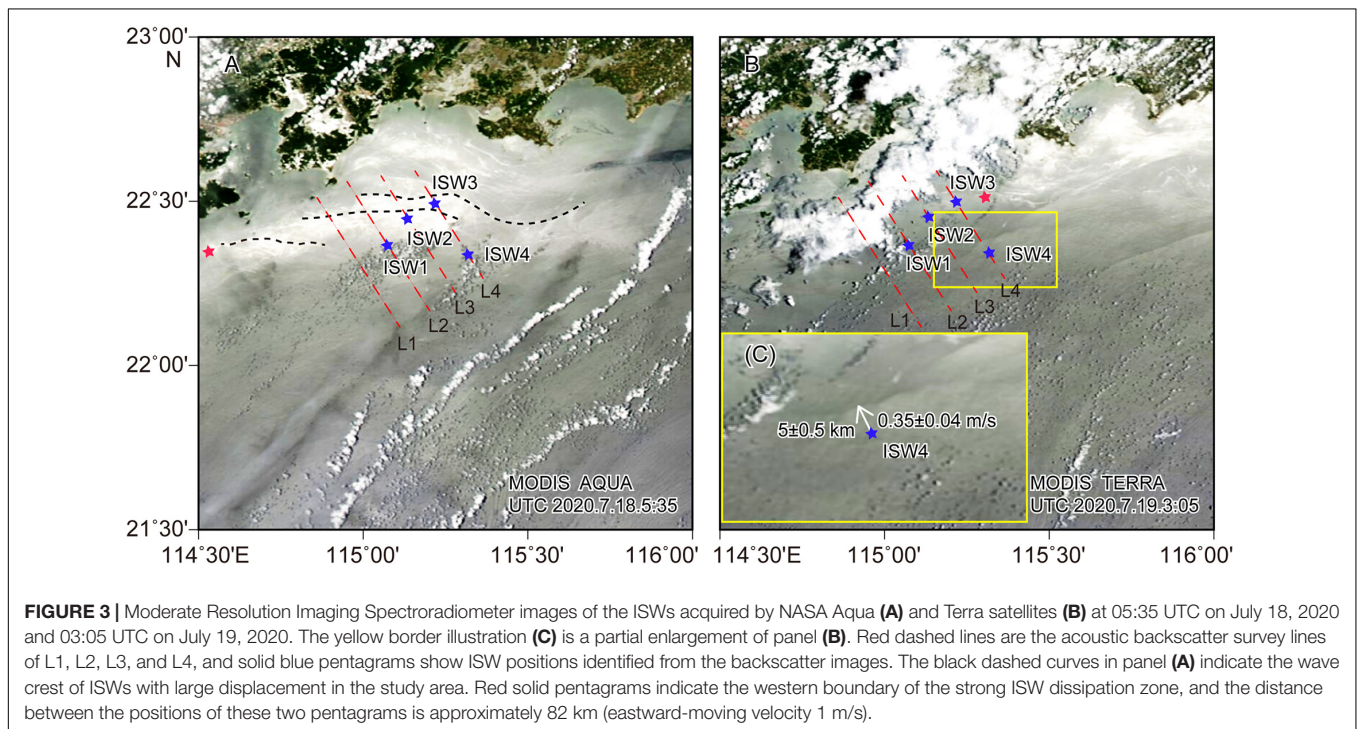 23°00'
N
22°30'
22°00'
21°30'
114°30'E
115°00'
115°30'
116°00'
A
ISW3
ISW2
ISW1
ISW4
L4
L3
L2
L1
MODIS AQUA
UTC 2020.7.18.5:35
B
ISW3
ISW2
ISW1
ISW4
L4
L3
L2
L1
(C)
0.35±0.04 m/s
5±0.5 km
ISW4
MODIS TERRA
UTC 2020.7.19.3:05
114°30'E
115°00'
115°30'
116°00'
FIGURE 3 | Moderate Resolution Imaging Spectroradiometer images of the ISWs acquired by NASA Aqua (A) and Terra satellites (B) at 05:35 UTC on July 18, 2020
and 03:05 UTC on July 19, 2020. The yellow border illustration (C) is a partial enlargement of panel (B). Red dashed lines are the acoustic backscatter survey lines
of L1, L2, L3, and L4, and solid blue pentagrams show ISW positions identified from the backscatter images. The black dashed curves in panel (A) indicate the wave
crest of ISWs with large displacement in the study area. Red solid pentagrams indicate the western boundary of the strong ISW dissipation zone, and the distance
between the positions of these two pentagrams is approximately 82 km (eastward-moving velocity 1 m/s).